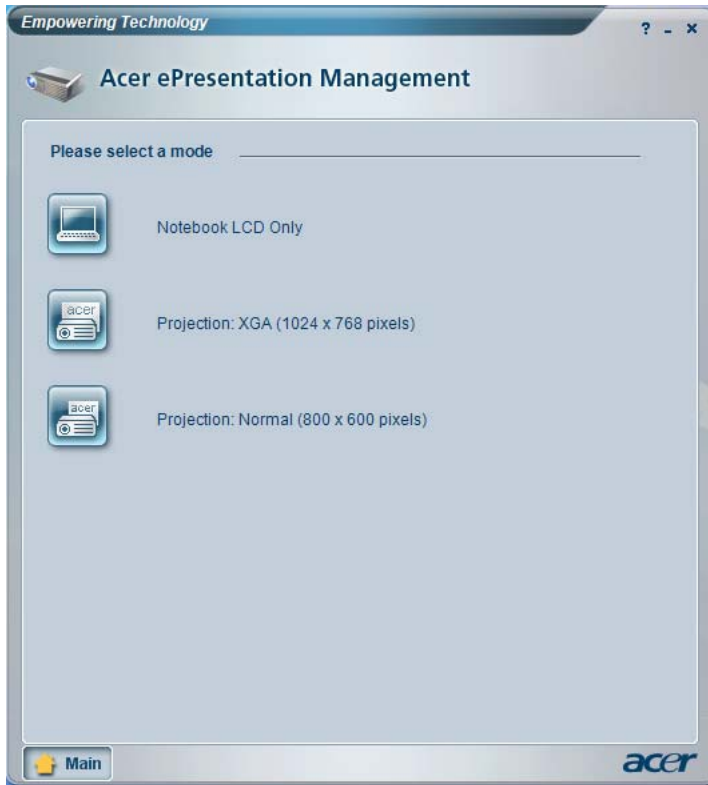 Empowering Technology
? - ×
Acer ePresentation Management
Please select a mode
Notebook LCD Only
acer
Projection: XGA (1024 x 768 pixels)
acer
Projection: Normal (800 x 600 pixels)
Main
acer